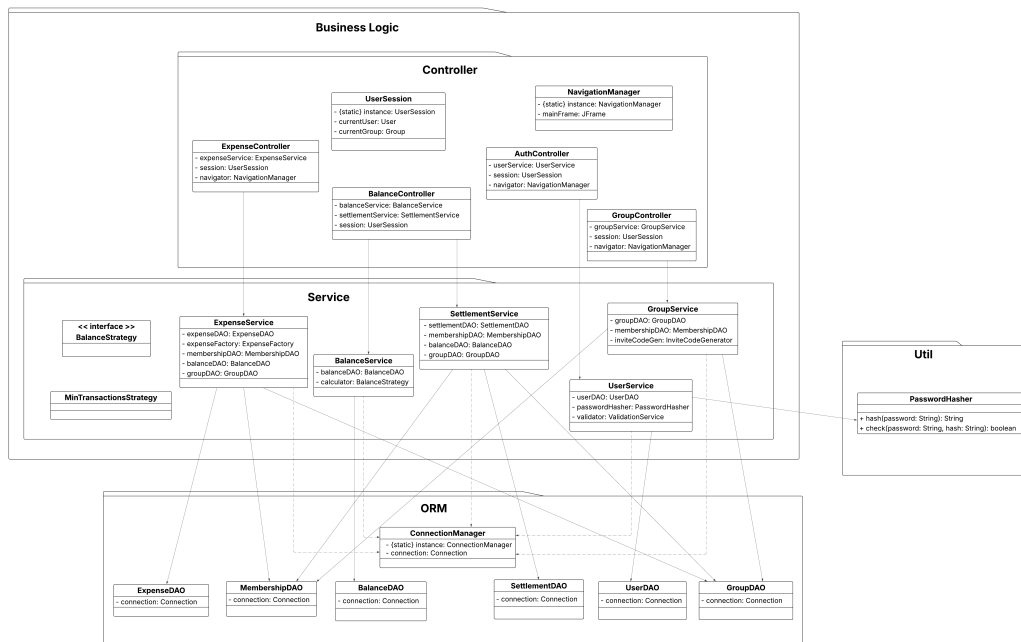 Business Logic
Controller
UserSession
- {static} instance: UserSession
- currentUser: User
- currentGroup: Group
NavigationManager
- {static} instance: NavigationManager
- mainFrame: JFrame
ExpenseController
- expenseService: ExpenseService
- session: UserSession
- navigator: NavigationManager
AuthController
- userService: UserService
- session: UserSession
- navigator: NavigationManager
BalanceController
- balanceService: BalanceService
- settlementService: SettlementService
- session: UserSession
GroupController
- groupService: GroupService
- session: UserSession
- navigator: NavigationManager
Service
<< interface >>
BalanceStrategy
ExpenseService
- expenseDAO: ExpenseDAO
- expenseFactory: ExpenseFactory
- membershipDAO: MembershipDAO
- balanceDAO: BalanceDAO
- groupDAO: GroupDAO
SettlementService
- settlementDAO: SettlementDAO
- membershipDAO: MembershipDAO
- balanceDAO: BalanceDAO
- groupDAO: GroupDAO
GroupService
- groupDAO: GroupDAO
- membershipDAO: MembershipDAO
- inviteCodeGen: InviteCodeGenerator
BalanceService
- balanceDAO: BalanceDAO
- calculator: BalanceStrategy
MinTransactionsStrategy
UserService
- userDAO: UserDAO
- passwordHasher: PasswordHasher
- validator: ValidationService
Util
PasswordHasher
+ hash(password: String): String
+ check(password: String, hash: String): boolean
ORM
ConnectionManager
- {static} instance: ConnectionManager
- connection: Connection
ExpenseDAO
- connection: Connection
MembershipDAO
- connection: Connection
BalanceDAO
- connection: Connection
SettlementDAO
- connection: Connection
UserDAO
- connection: Connection
GroupDAO
- connection: Connection